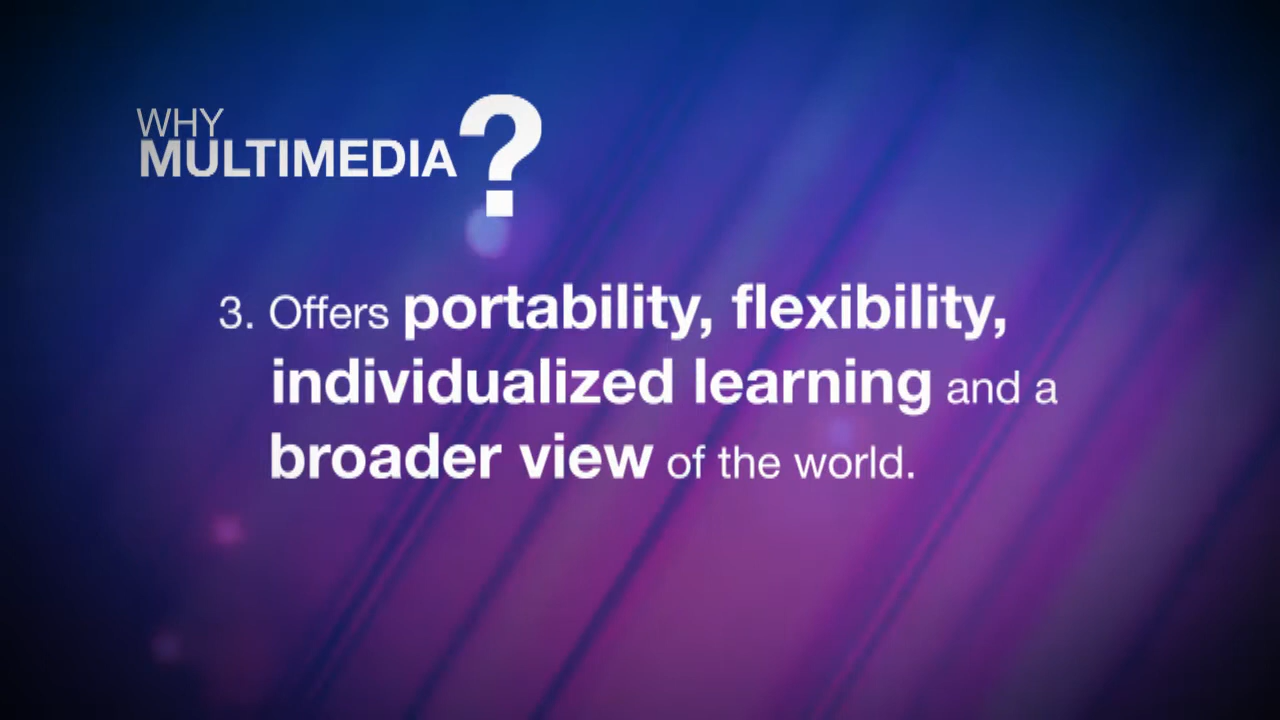 WHY
MULTIMEDIA?
3. Offers portability, flexibility,
individualized learning and a
broader view of the world.